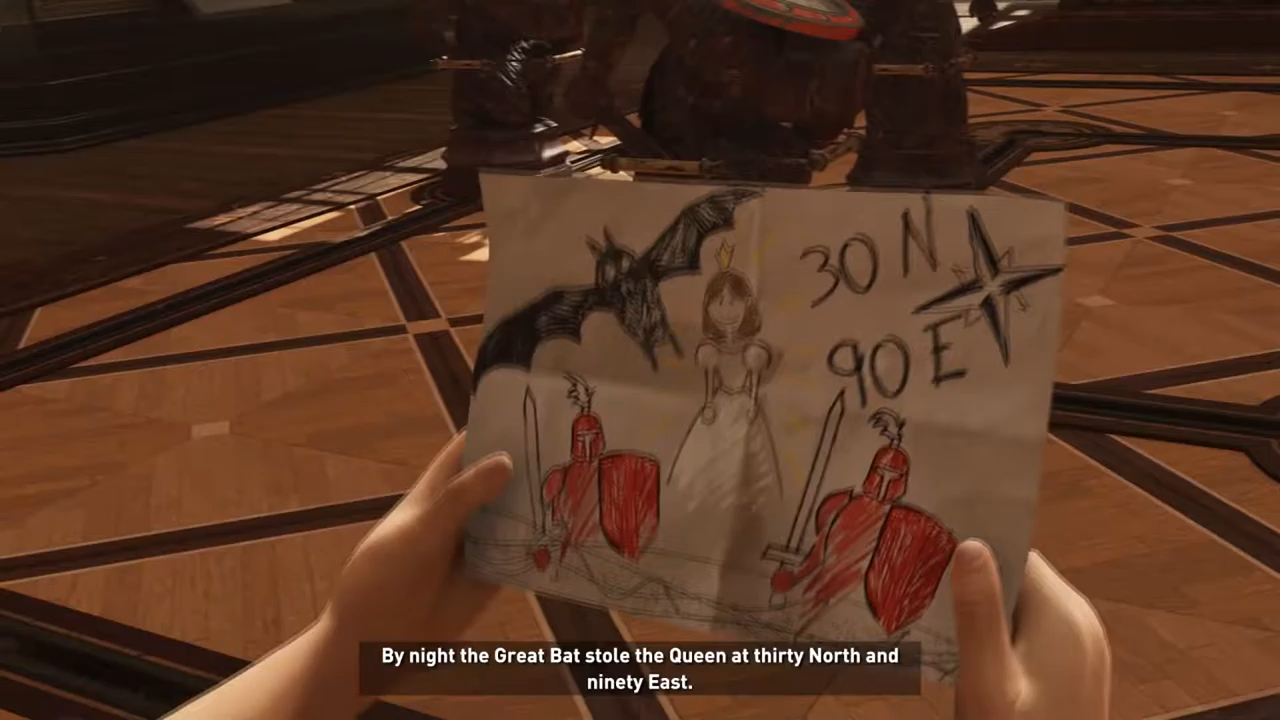 30 N
90 E
By night the Great Bat stole the Queen at thirty North and
ninety East.